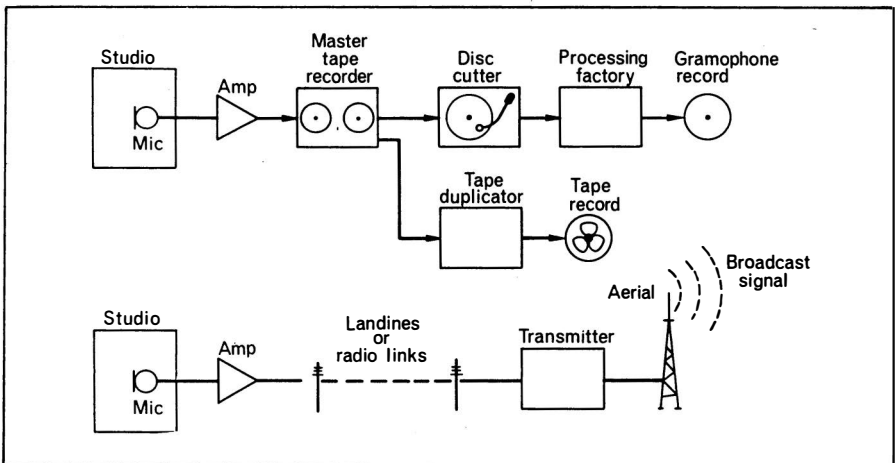 Studio
Mic
Amp
Master
tape
recorder
Disc
cutter
Processing
factory
Gramophone
record
Tape
duplicator
Tape
record
Studio
Mic
Amp
Landines
or
radio links
Transmitter
Aerial
Broadcast
signal